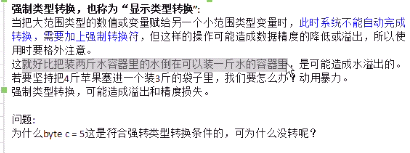 强制类型转换，也称为“显示类型转换”：
当把大范围类型的数值或变量赋给另一个小范围类型变量时，此时系统不能自动完成
转换，需要加上强制转换符，但这样的操作可能造成数据精度的降低或溢出，所以使
用时要格外注意。
这就好比把装两斤水容器里的水倒在可以装一斤水的容器里，是可能造成水溢出的。
若要坚持把4斤苹果塞进一个装3斤的袋子里，我们要怎么办？动用暴力。
强制类型转换，可能造成溢出和精度损失。
问题：
为什么byte c = 5这是符合强转类型转换条件的，可为什么没转呢？